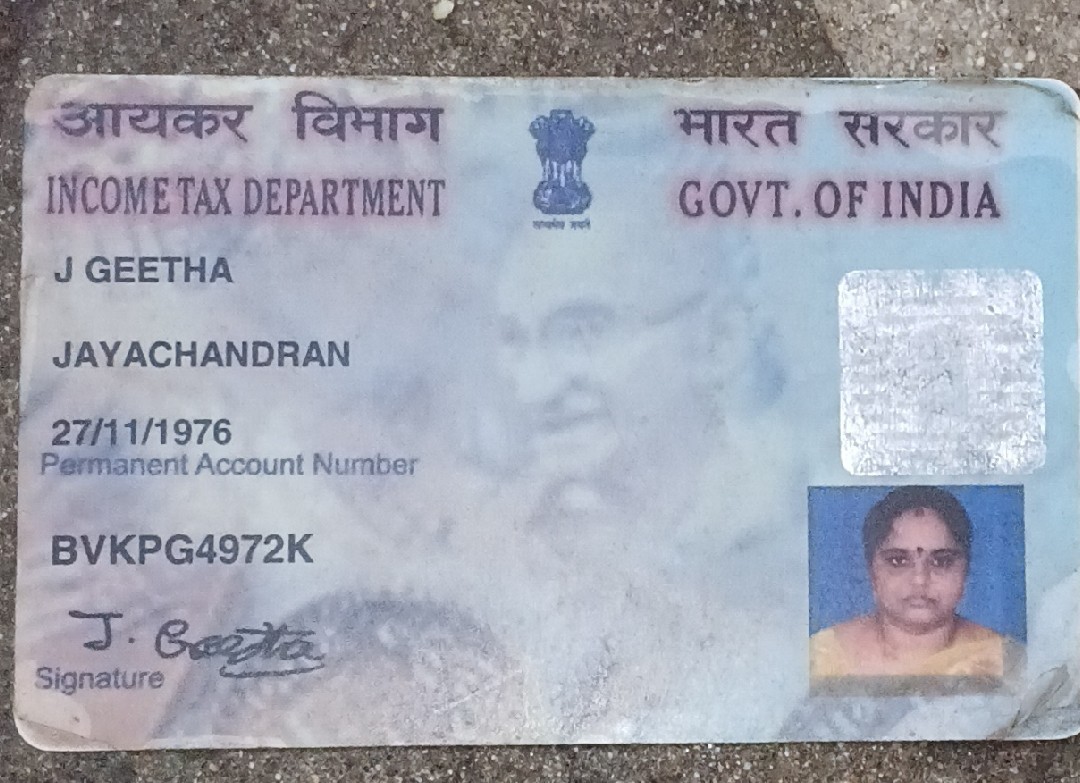 आयकर विभाग
INCOME TAX DEPARTMENT
भारत सरकार
GOVT. OF INDIA
J GEETHA
JAYACHANDRAN
27/11/1976
Permanent Account Number
BVKPG4972K
J. Geetha
Signature